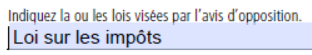 Indiquez la ou les lois visées par l'avis d'opposition.
Loi sur les impôts